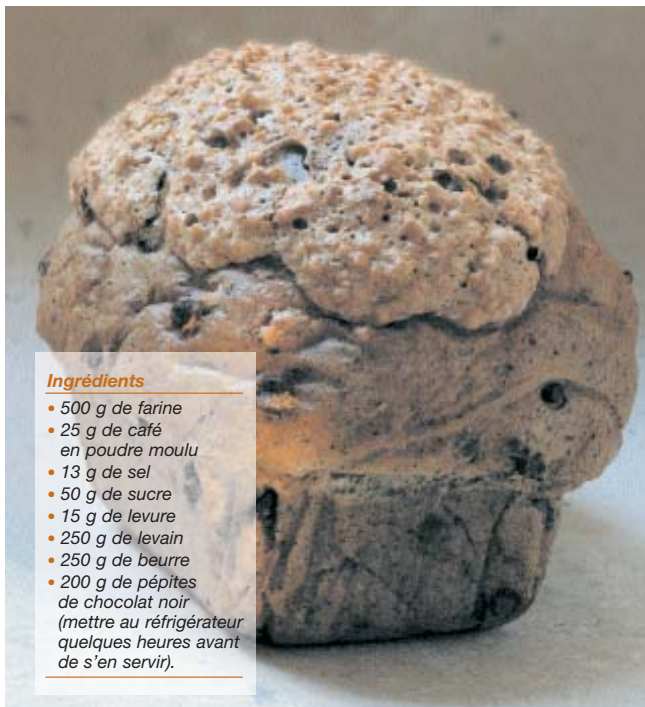 Ingrédients
• 500 g de farine
• 25 g de café
en poudre moulu
• 13 g de sel
• 50 g de sucre
• 15 g de levure
• 250 g de levain
• 250 g de beurre
• 200 g de pépites
de chocolat noir
(mettre au réfrigérateur
quelques heures avant
de s'en servir).